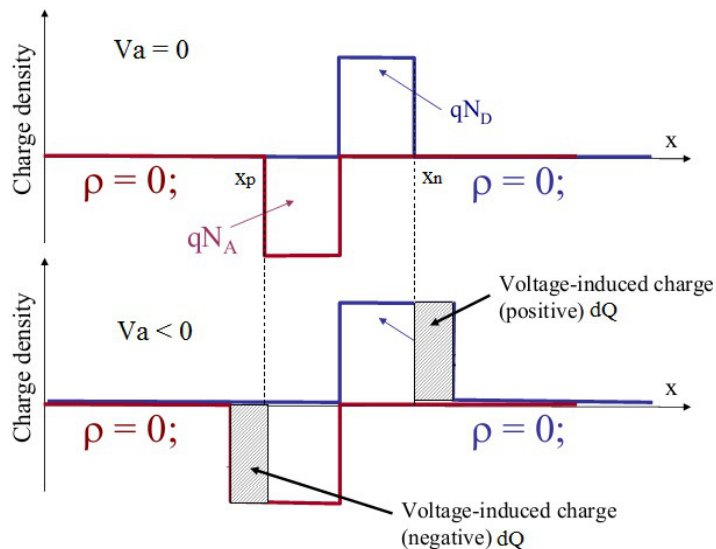 Va = 0
Charge density
qN_D
x
ρ = 0;
x_p
x_n
ρ = 0;
qN_A
Voltage-induced charge
(positive) dQ
Va < 0
Charge density
x
ρ = 0;
ρ = 0;
Voltage-induced charge
(negative) dQ